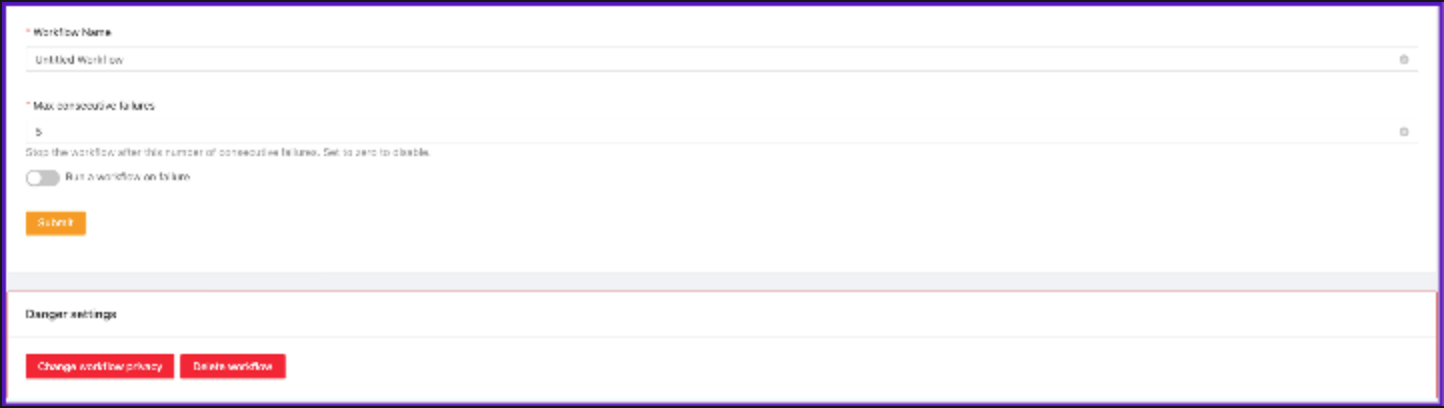 * Workflow Name
Untitled Workflow
* Max consecutive failures
5
Stop the workflow after this number of consecutive failures. Set to zero to disable.
Run a workflow on failure
Submit
Danger settings
Change workflow privacy
Delete workflow